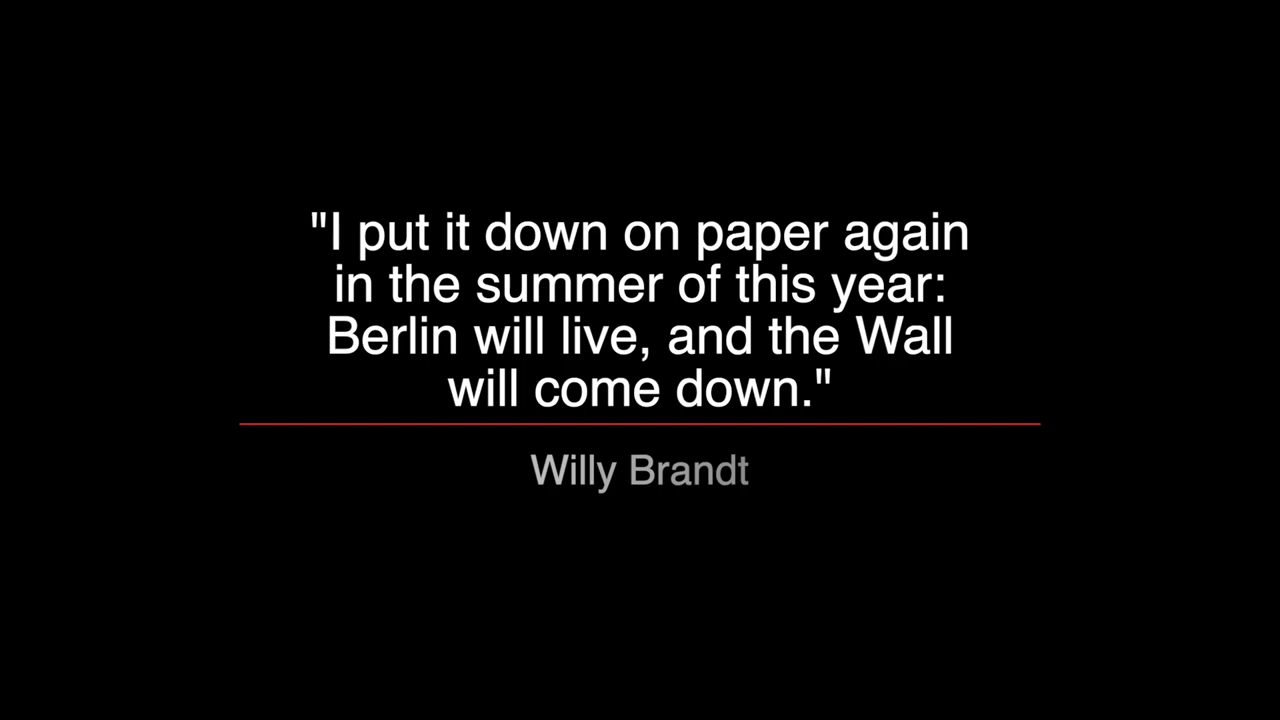 "I put it down on paper again
in the summer of this year:
Berlin will live, and the Wall
will come down."
Willy Brandt